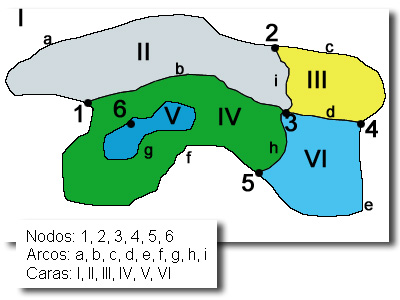 I
a
II
2
c
b
i
III
1
6
V
IV
3
d
4
g
f
h
VI
5
e
Nodos: 1, 2, 3, 4, 5, 6
Arcos: a, b, c, d, e, f, g, h, i
Caras: I, II, III, IV, V, VI